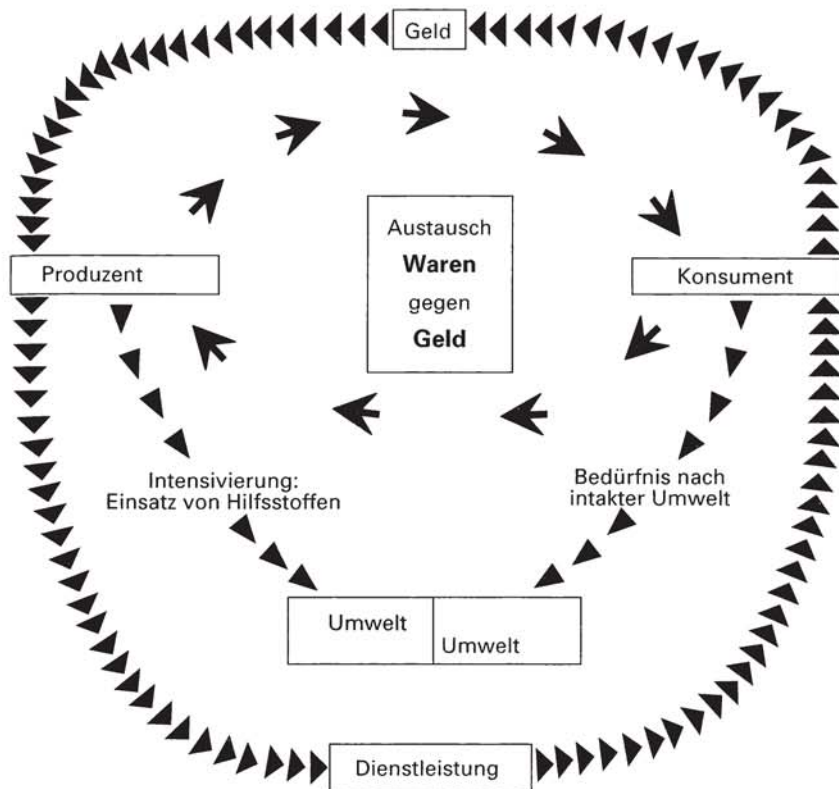 Geld
Austausch
Waren
gegen
Geld
Produzent
Konsument
Intensivierung:
Einsatz von Hilfsstoffen
Bedürfnis nach
intakter Umwelt
Umwelt
Umwelt
Dienstleistung